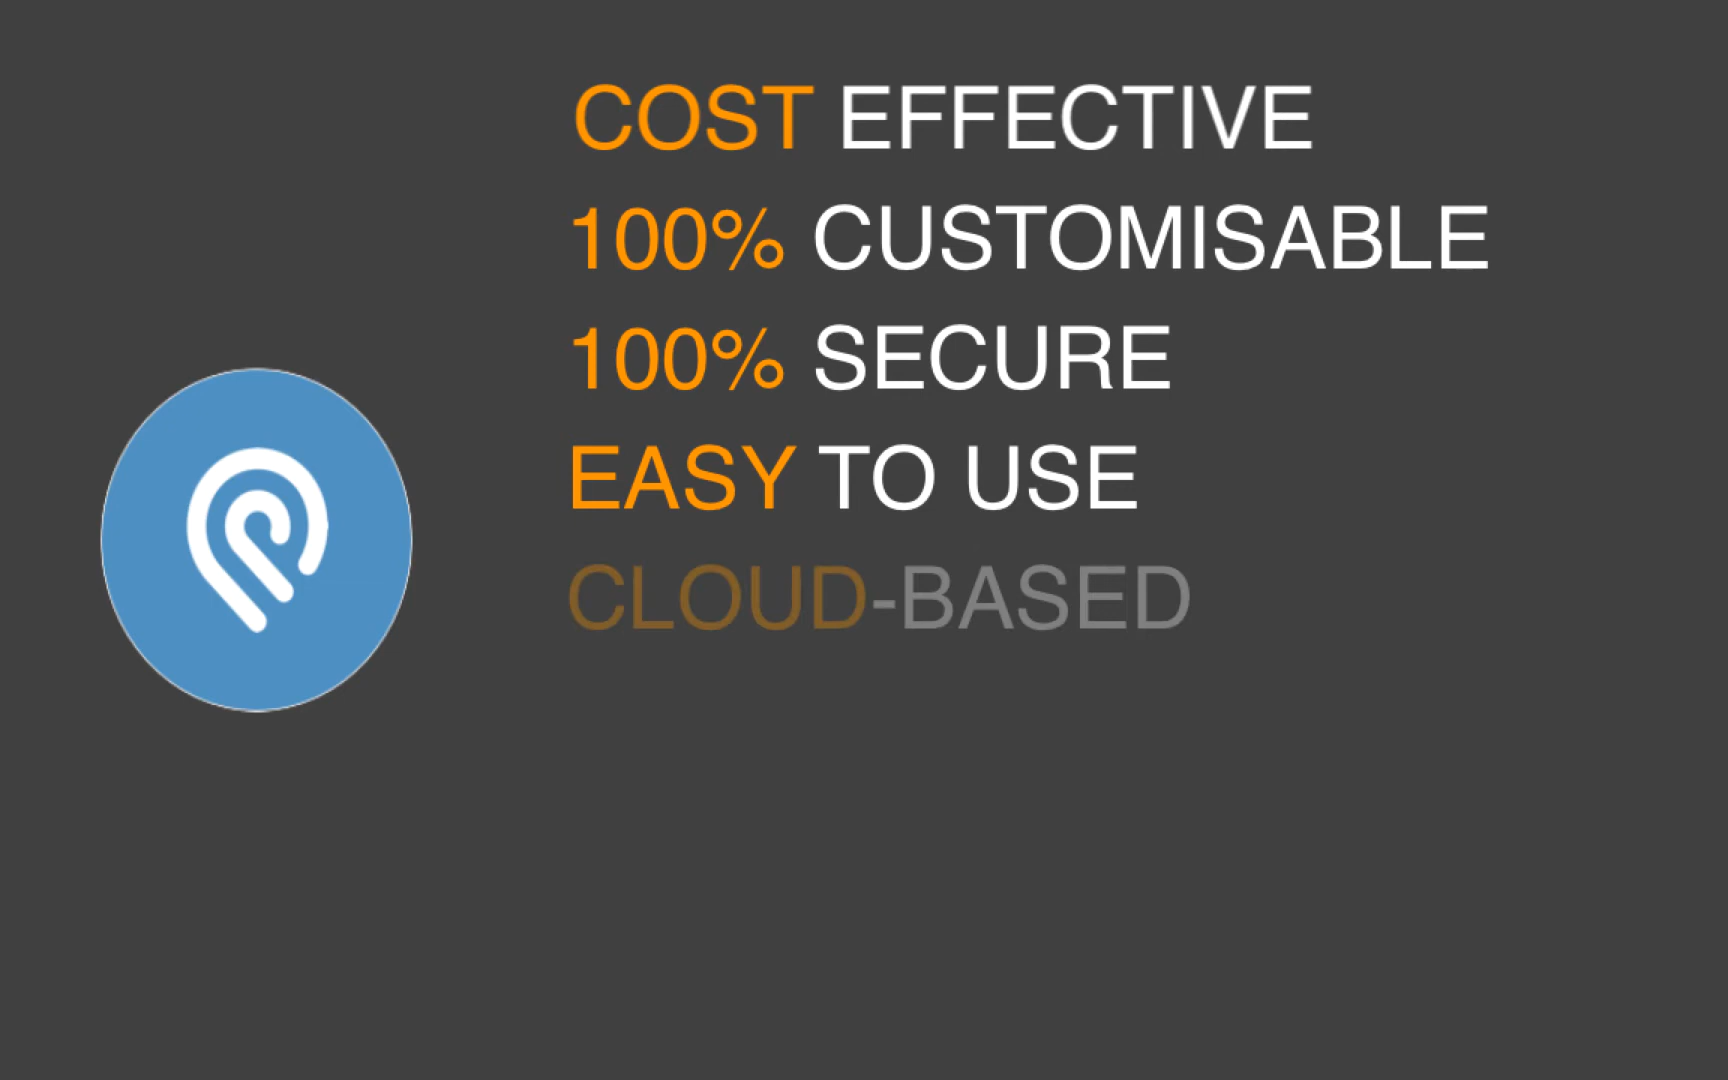 COST EFFECTIVE
100% CUSTOMISABLE
100% SECURE
EASY TO USE
CLOUD-BASED